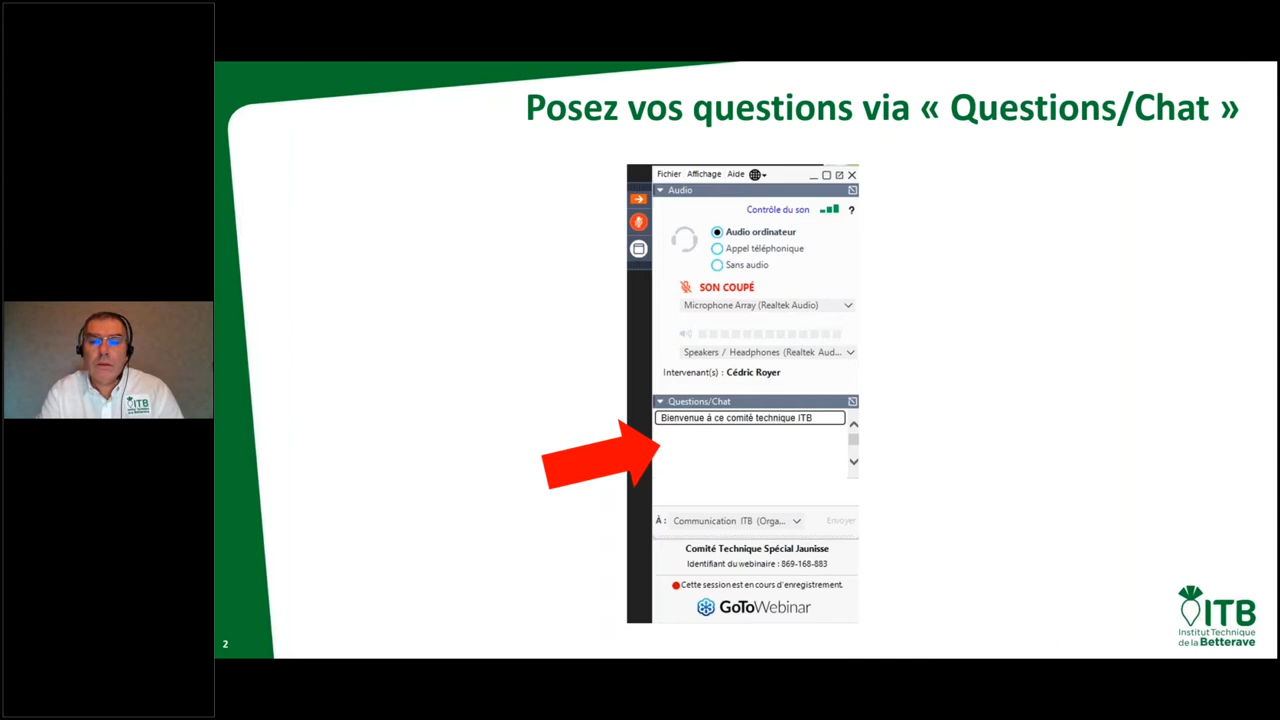 Posez vos questions via « Questions/Chat »
Fichier Affichage Aide
Audio
Contrôle du son ?
Audio ordinateur
Appel téléphonique
Sans audio
SON COUPÉ
Microphone Array (Realtek Audio)
Speakers / Headphones (Realtek Aud...
Intervenant(s) : Cédric Royer
Questions/Chat
Bienvenue à ce comité technique ITB
À : Communication ITB (Orga... Envoyer
Comité Technique Spécial Jaunisse
Identifiant du webinaire : 869-168-883
Cette session est en cours d'enregistrement.
GoToWebinar
ITB
ITB
Institut Technique
de la Betterave
2